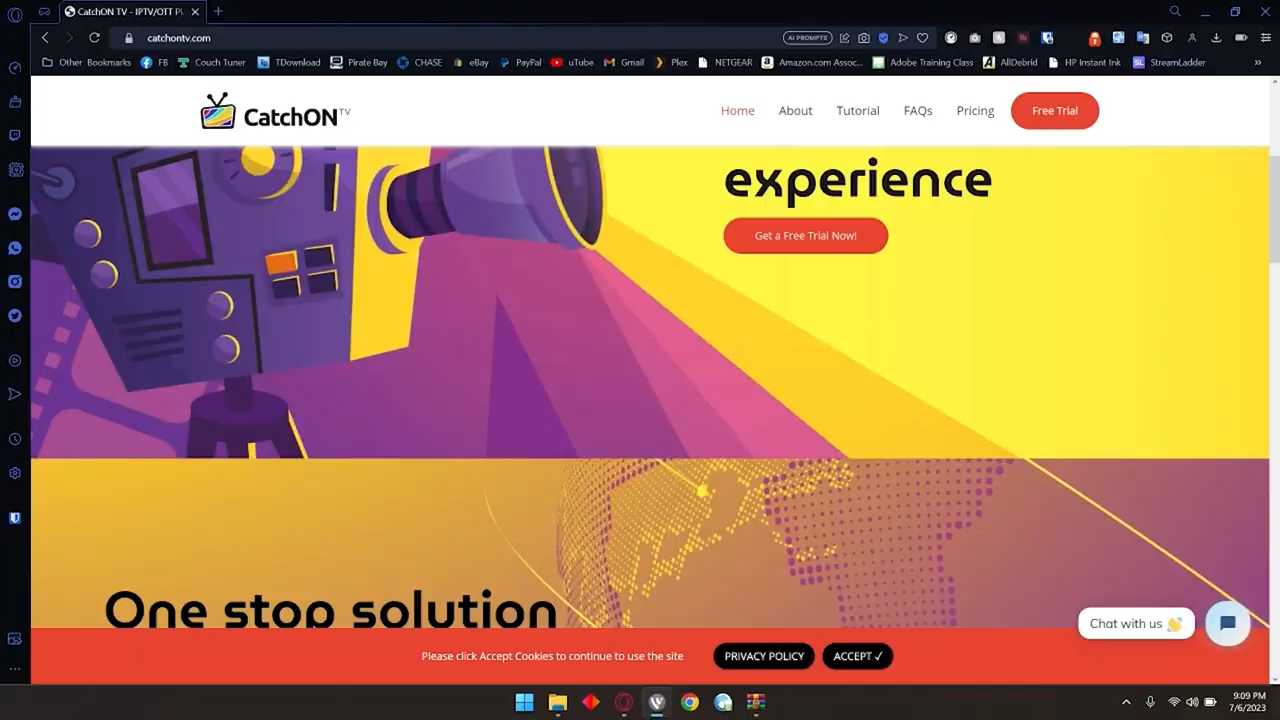 CatchON TV - IPTV/OTT Pl
catchontv.com
AI PROMPTS
Other Bookmarks
FB
Couch Tuner
TDownload
Pirate Bay
CHASE
eBay
PayPal
uTube
Gmail
Plex
NETGEAR
Amazon.com Assoc...
Adobe Training Class
AllDebrid
HP Instant Ink
StreamLadder
CatchON TV
Home
About
Tutorial
FAQs
Pricing
Free Trial
experience
Get a Free Trial Now!
One stop solution
Chat with us
Please click Accept Cookies to continue to use the site
PRIVACY POLICY
ACCEPT ✓
9:09 PM
7/6/2023